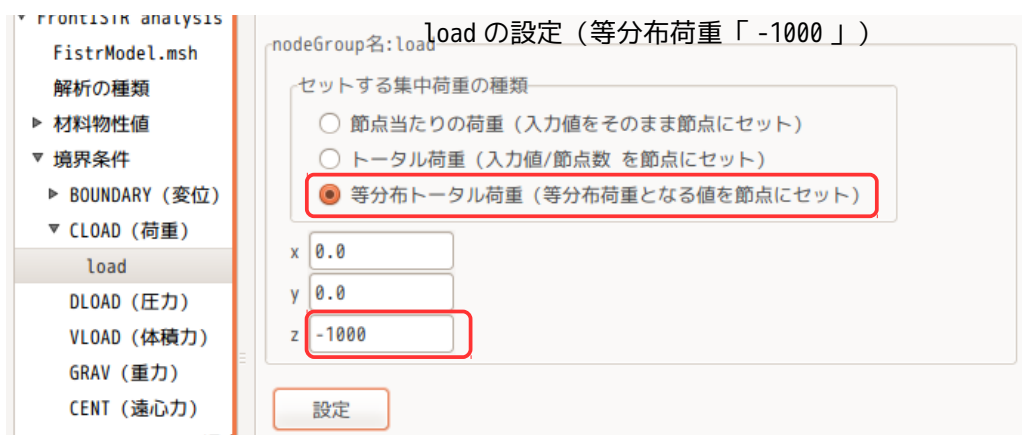 FrontISTR analysis
FistrModel.msh
解析の種類
材料物性値
境界条件
BOUNDARY (変位)
CLOAD (荷重)
load
DLOAD (圧力)
VLOAD (体積力)
GRAV (重力)
CENT (遠心力)
loadの設定（等分布荷重「-1000」）
nodeGroup名:load
セットする集中荷重の種類
節点当たりの荷重 (入力値をそのまま節点にセット)
トータル荷重 (入力値/節点数 を節点にセット)
等分布トータル荷重 (等分布荷重となる値を節点にセット)
x 0.0
y 0.0
z -1000
設定